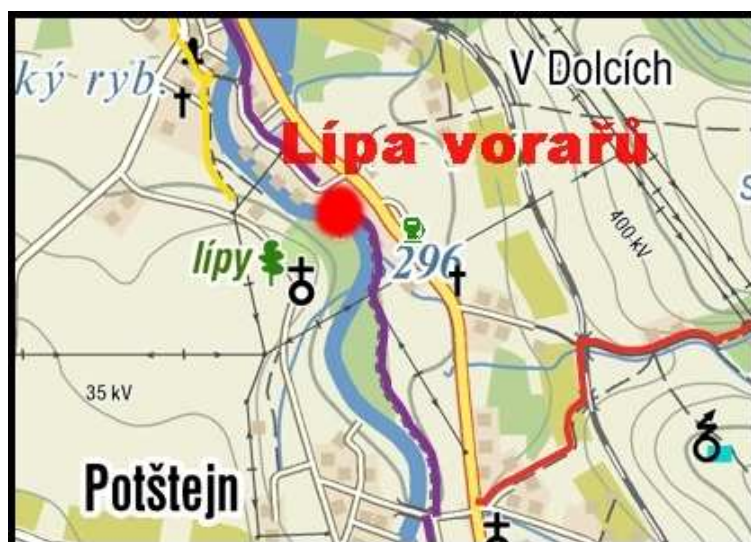 V Dolcích
ký ryb.
Lípa vorařů
lípy
296
400 kV
35 kV
Potštejn